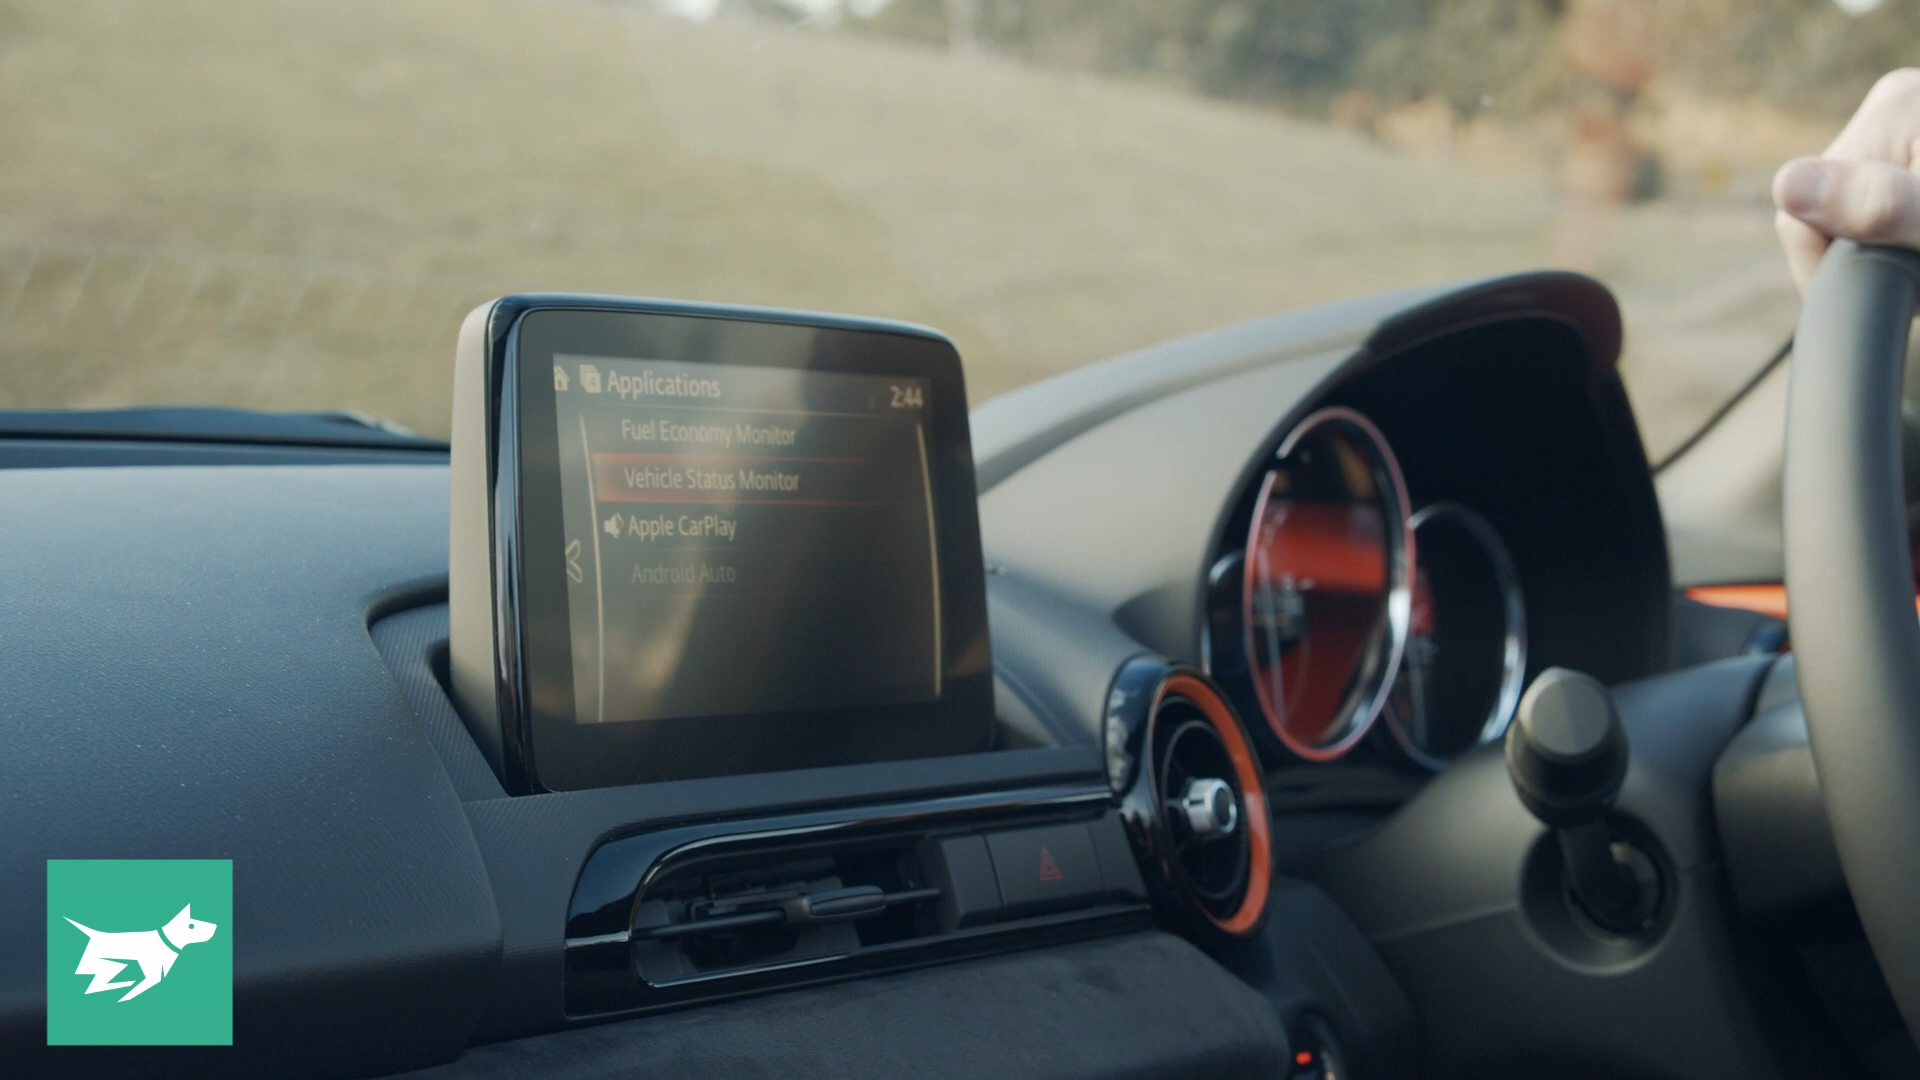 Applications
2:44
Fuel Economy Monitor
Vehicle Status Monitor
Apple CarPlay
Android Auto